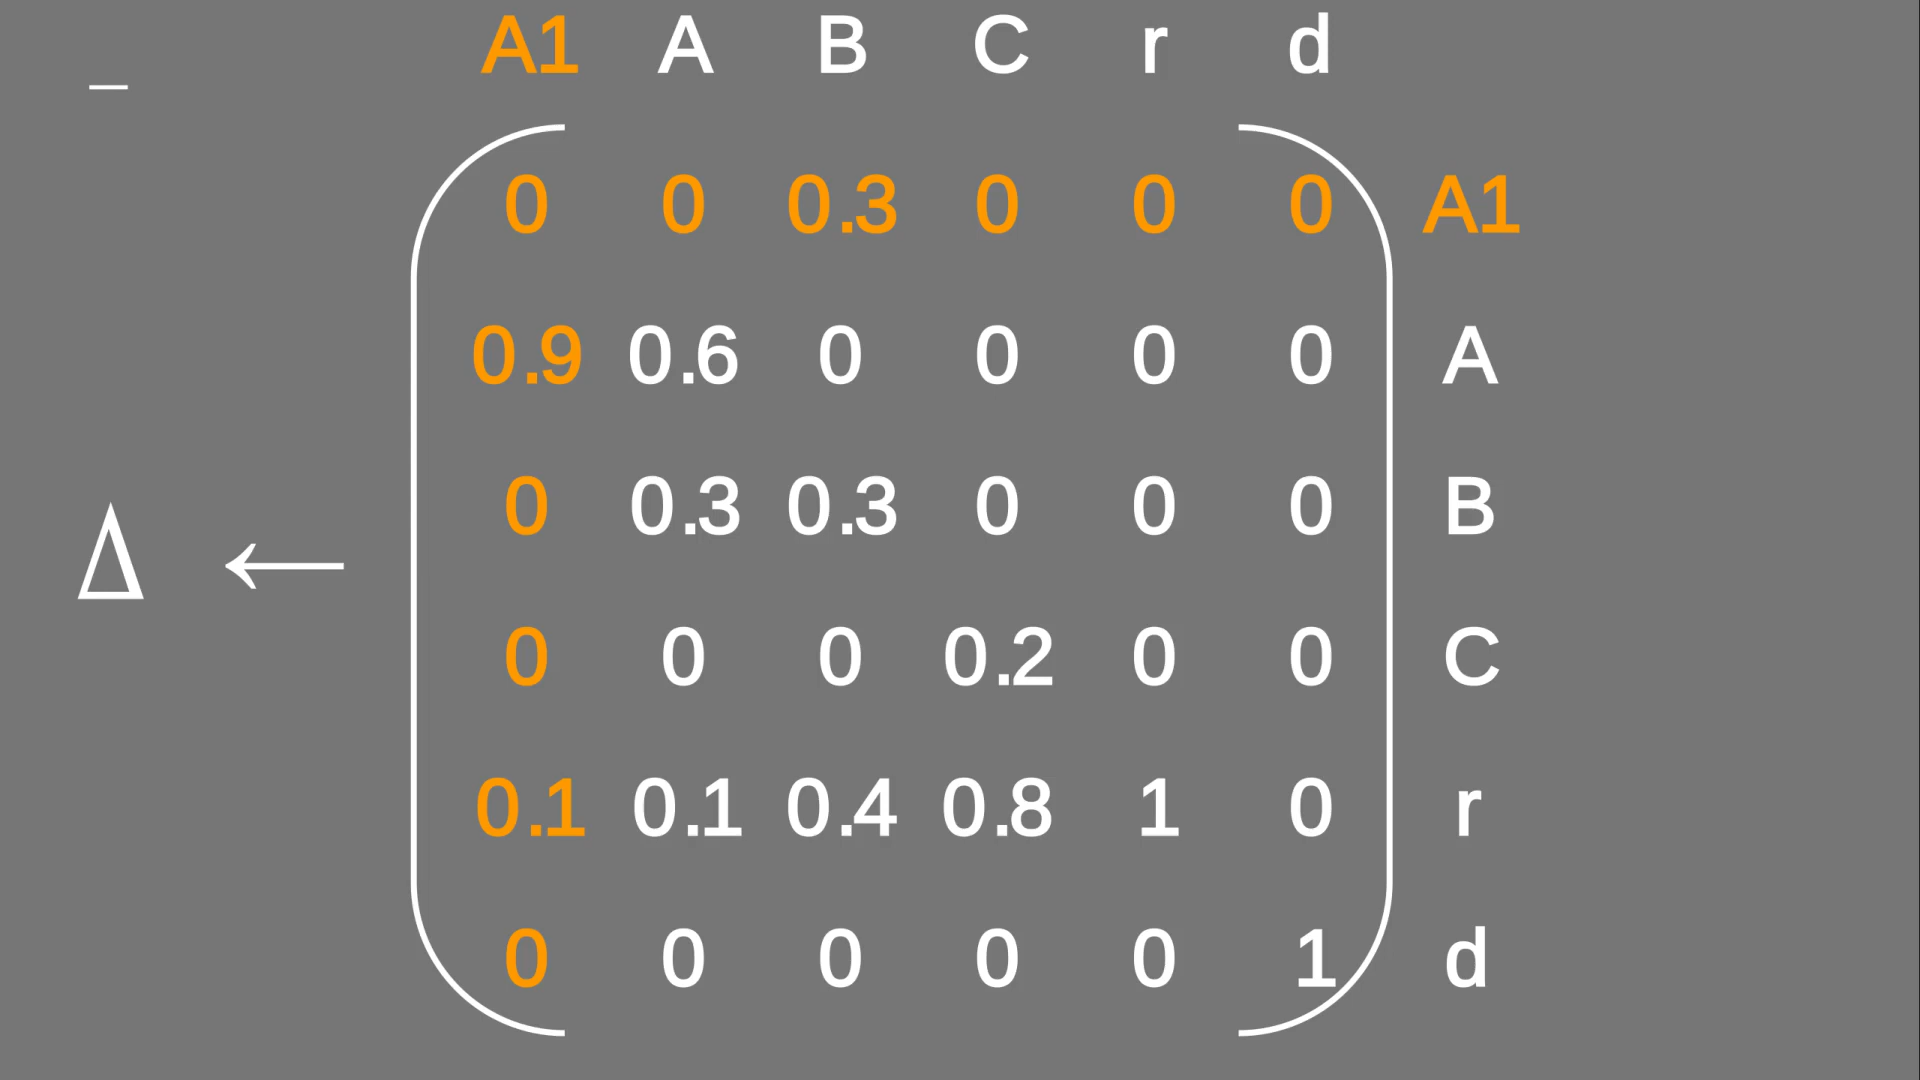 _ A1 A B C r d
0 0 0.3 0 0 0 A1
0.9 0.6 0 0 0 0 A
0 0.3 0.3 0 0 0 B
Δ ←
0 0 0 0.2 0 0 C
0.1 0.1 0.4 0.8 1 0 r
0 0 0 0 0 1 d